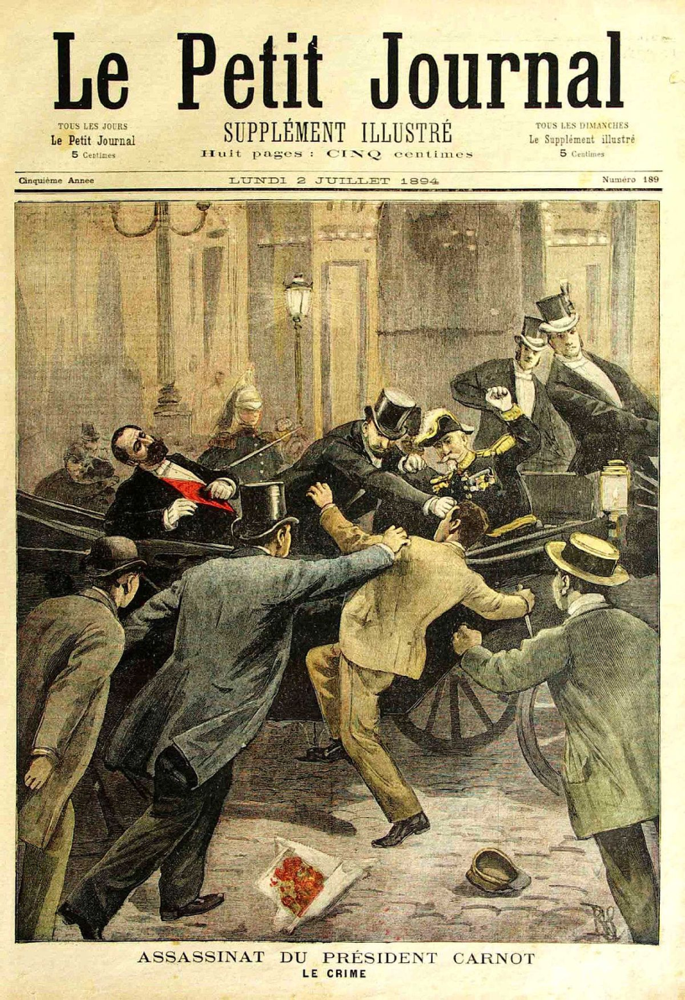 Le Petit Journal
TOUS LES JOURS
Le Petit Journal
5 Centimes
SUPPLÉMENT ILLUSTRÉ
Huit pages : CINQ centimes
TOUS LES DIMANCHES
Le Supplément illustré
5 Centimes
Cinquième Annee
LUNDI 2 JUILLET 1894
Numéro 189
ASSASSINAT DU PRÉSIDENT CARNOT
LE CRIME